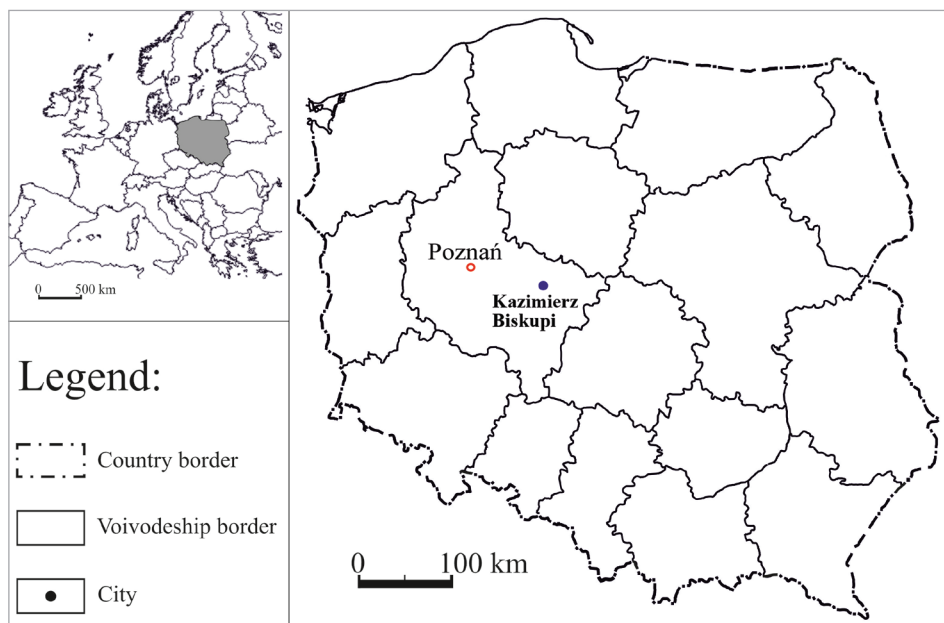 0 500 km
Legend:
Country border
Voivodeship border
City
Poznań
Kazimierz
Biskupi
0 100 km